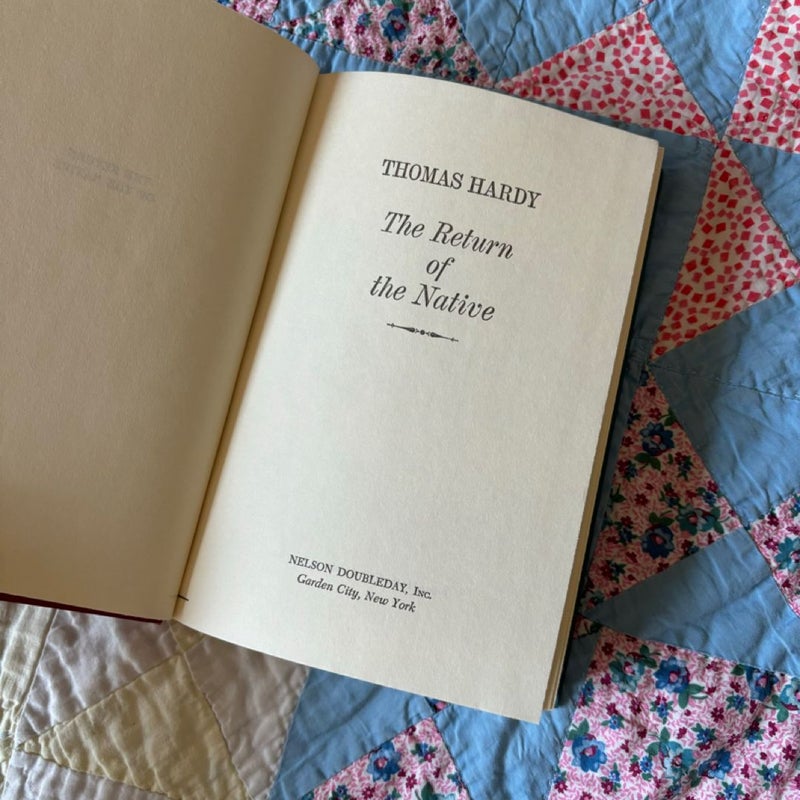 THOMAS HARDY
The Return
of
the Native
NELSON DOUBLEDAY, Inc.
Garden City, New York